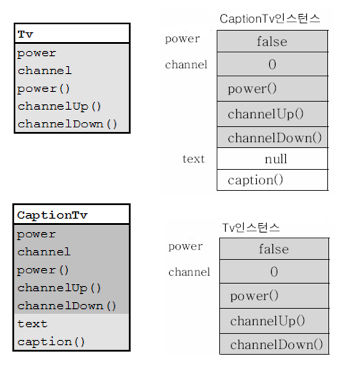 Tv
power
channel
power()
channelUp()
channelDown()
CaptionTv인스턴스
power false
channel 0
power()
channelUp()
channelDown()
text null
caption()
CaptionTv
power
channel
power()
channelUp()
channelDown()
text
caption()
Tv인스턴스
power false
channel 0
power()
channelUp()
channelDown()